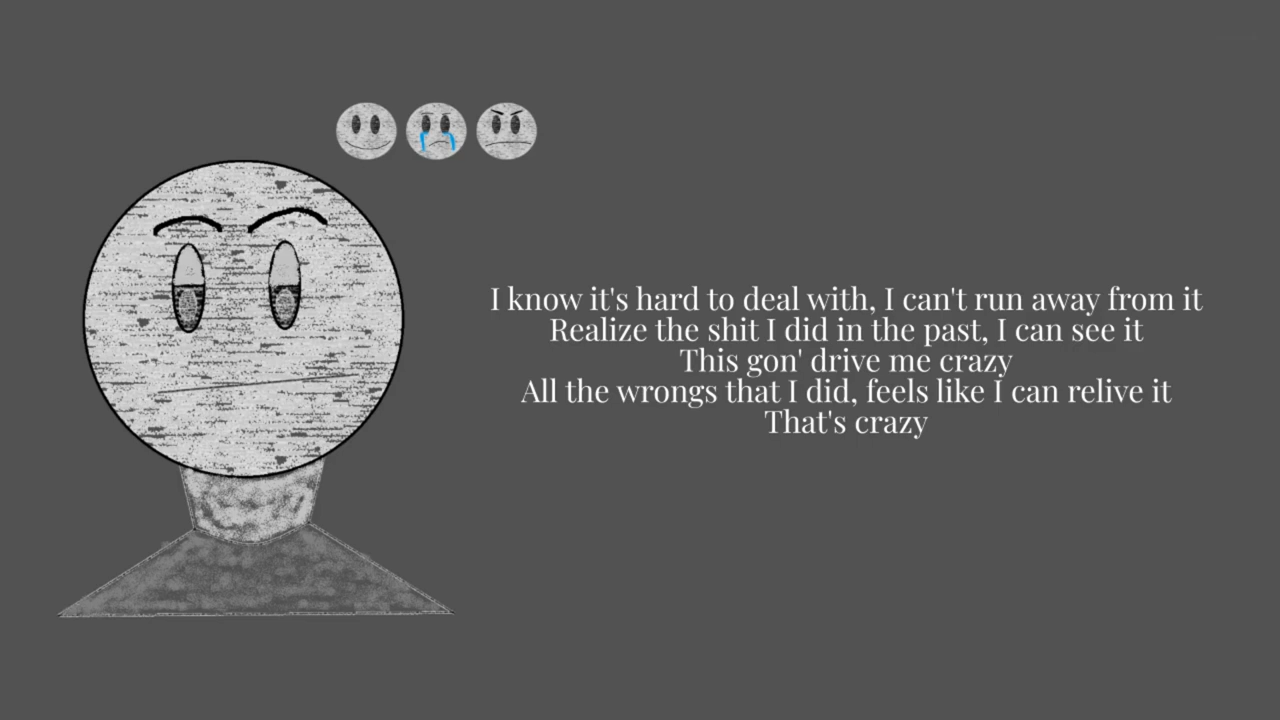 I know it's hard to deal with, I can't run away from it
Realize the shit I did in the past, I can see it
This gon' drive me crazy
All the wrongs that I did, feels like I can relive it
That's crazy